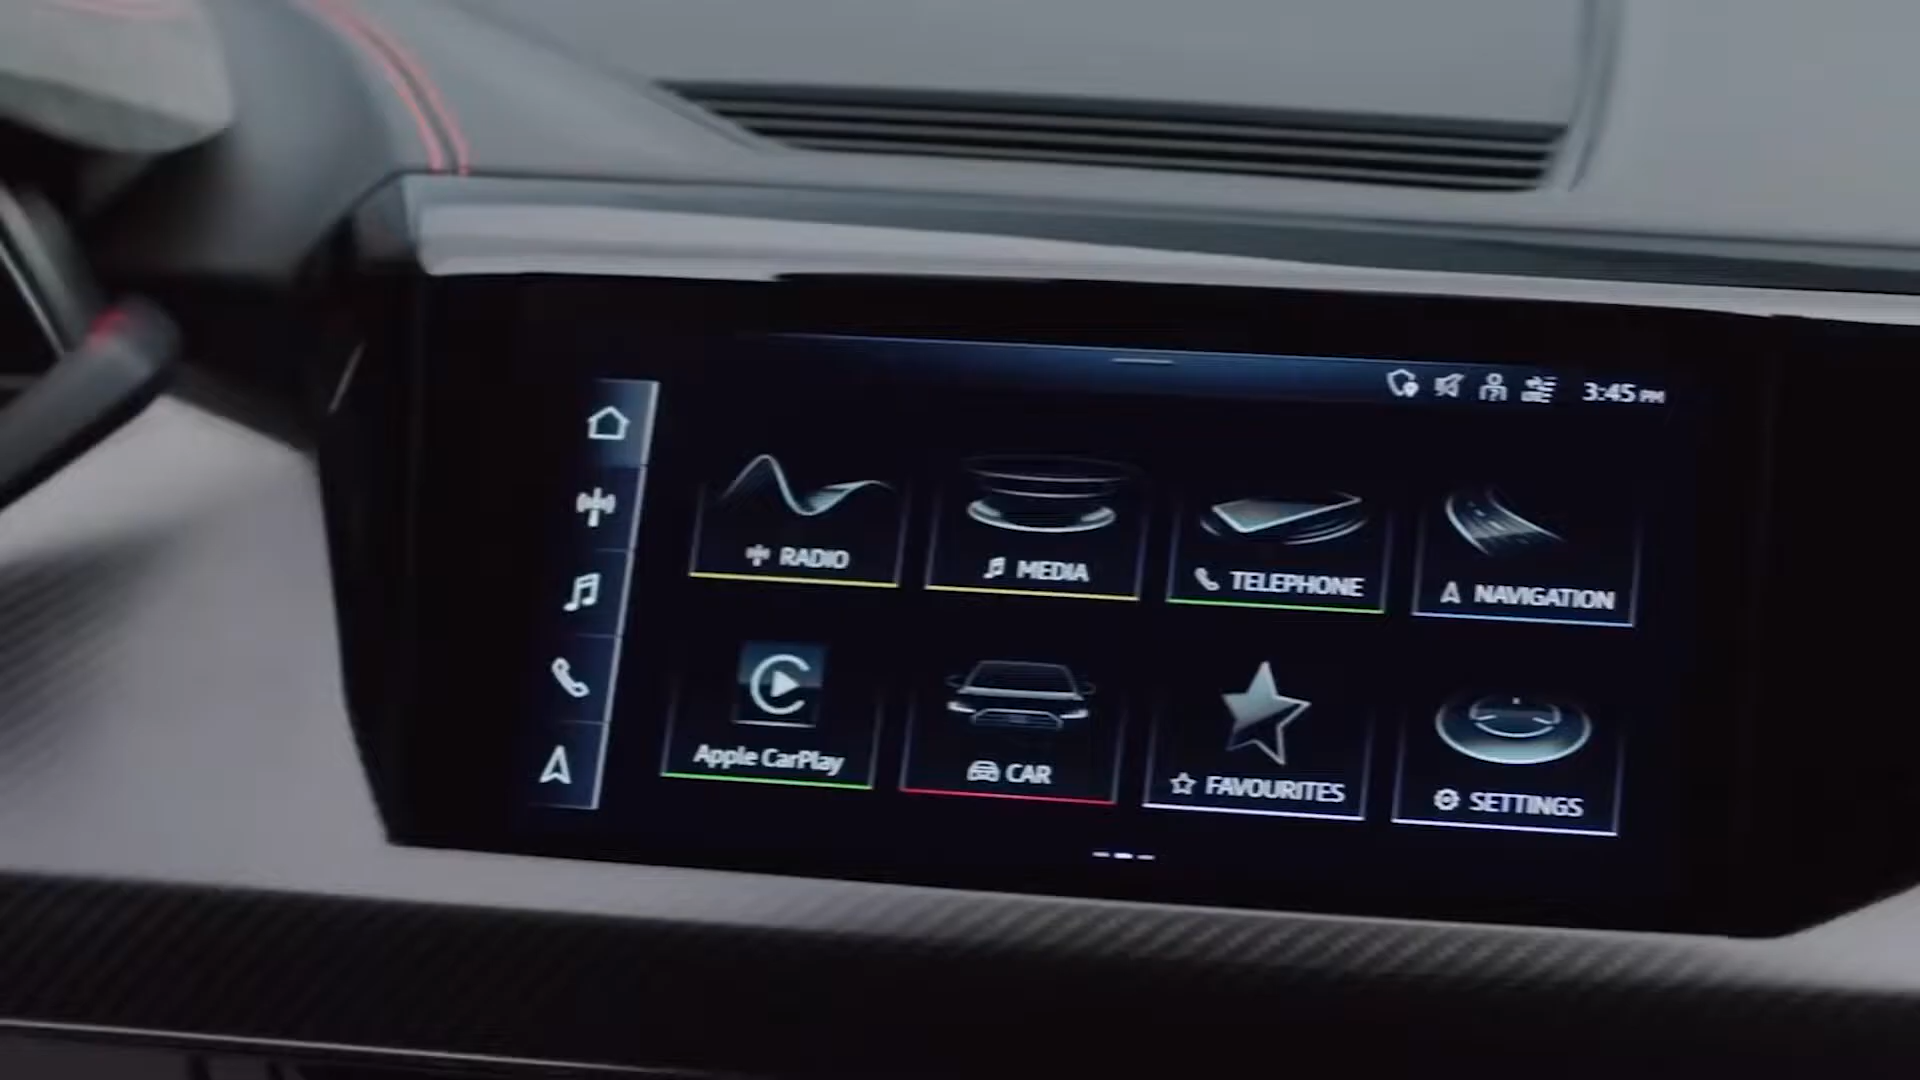 3:45 PM
RADIO
MEDIA
TELEPHONE
NAVIGATION
Apple CarPlay
CAR
FAVOURITES
SETTINGS